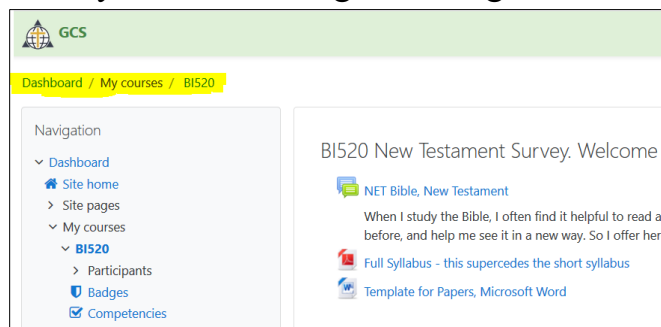 GCS
Dashboard / My courses / BI520
Navigation
Dashboard
Site home
Site pages
My courses
BI520
Participants
Badges
Competencies
BI520 New Testament Survey. Welcome
NET Bible, New Testament
When I study the Bible, I often find it helpful to read a
before, and help me see it in a new way. So I offer her
Full Syllabus - this supercedes the short syllabus
Template for Papers, Microsoft Word